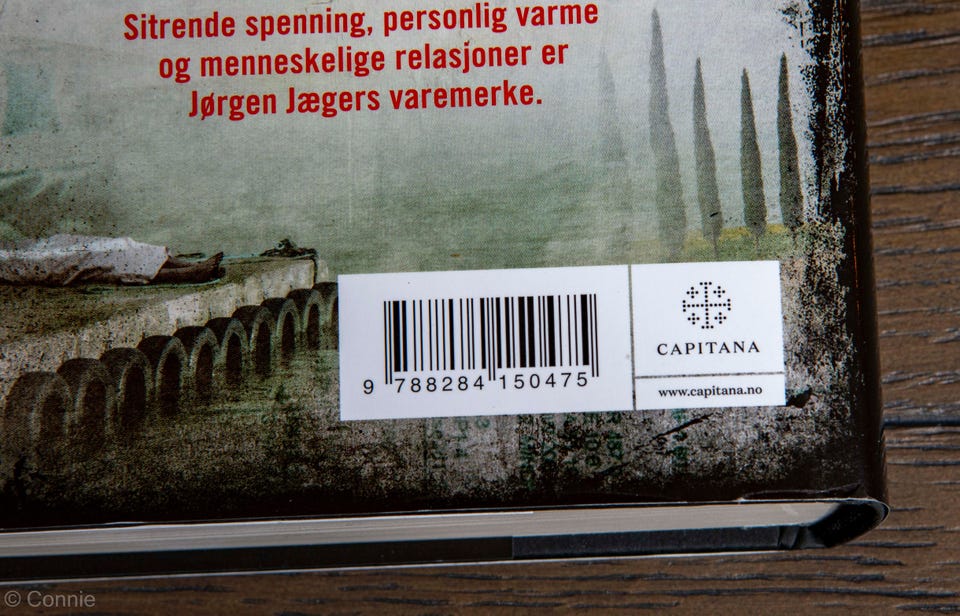 Sitrende spenning, personlig varme
og menneskelige relasjoner er
Jørgen Jægers varemerke.
9 788284 150475
CAPITANA
www.capitana.no
© Connie